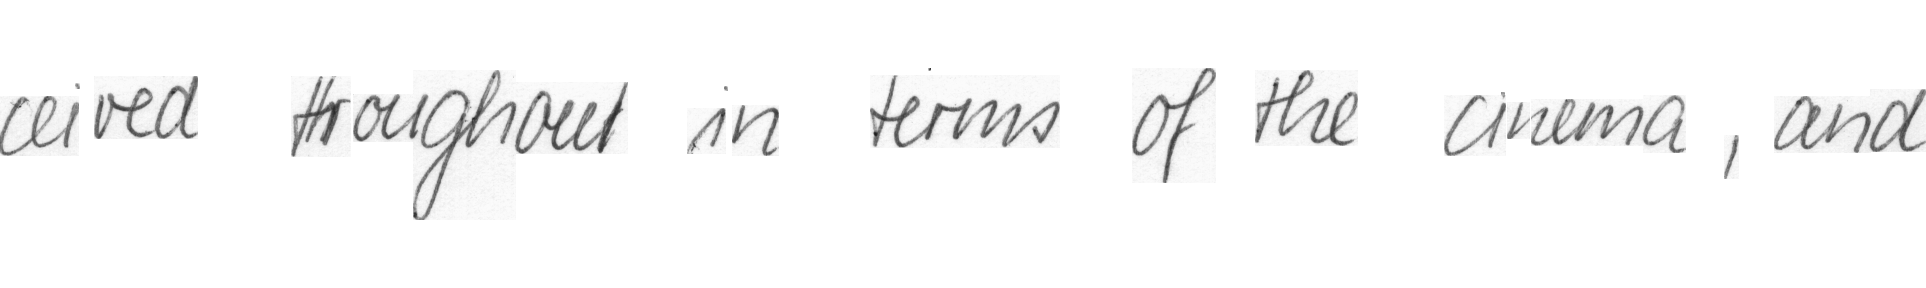 ceived throughout in terms of the cinema, and